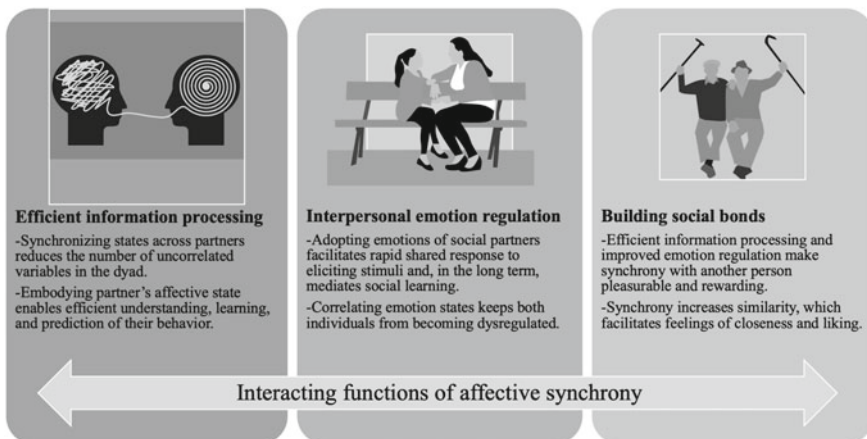 Efficient information processing
-Synchronizing states across partners
reduces the number of uncorrelated
variables in the dyad.
-Embodying partner's affective state
enables efficient understanding, learning,
and prediction of their behavior.
Interpersonal emotion regulation
-Adopting emotions of social partners
facilitates rapid shared response to
eliciting stimuli and, in the long term,
mediates social learning.
-Correlating emotion states keeps both
individuals from becoming dysregulated.
Building social bonds
-Efficient information processing and
improved emotion regulation make
synchrony with another person
pleasurable and rewarding.
-Synchrony increases similarity, which
facilitates feelings of closeness and liking.
Interacting functions of affective synchrony